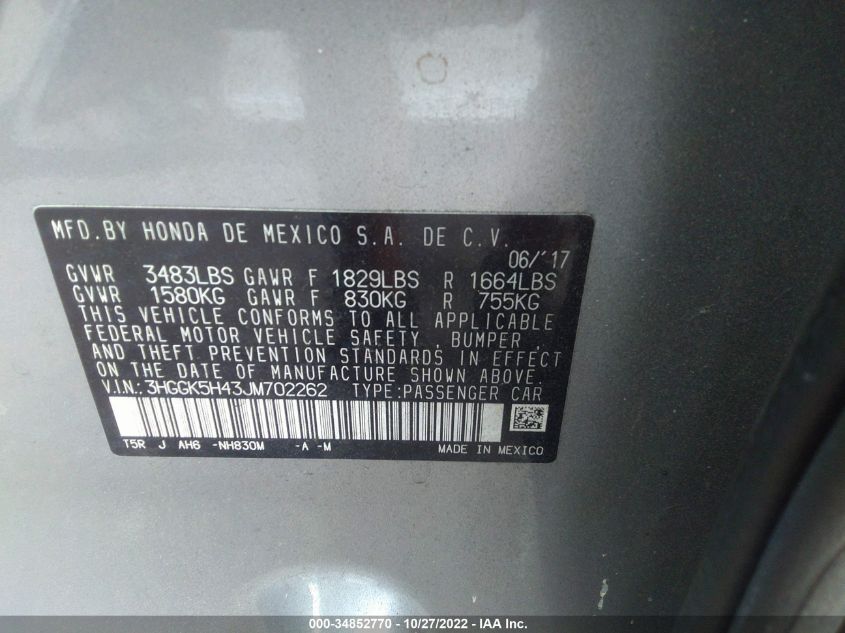 MFD. BY HONDA DE MEXICO S.A. DE C.V.
06/'17
GVWR 3483LBS GAWR F 1829LBS R 1664LBS
GVWR 1580KG GAWR F 830KG R 755KG
THIS VEHICLE CONFORMS TO ALL APPLICABLE
FEDERAL MOTOR VEHICLE SAFETY , BUMPER ,
AND THEFT PREVENTION STANDARDS IN EFFECT
ON THE DATE OF MANUFACTURE SHOWN ABOVE.
V.I.N.: 3HGGK5H43JM702262 TYPE:PASSENGER CAR
T5R J AH6 -NH830M -A -M MADE IN MEXICO
000-34852770 - 10/27/2022 - IAA Inc.